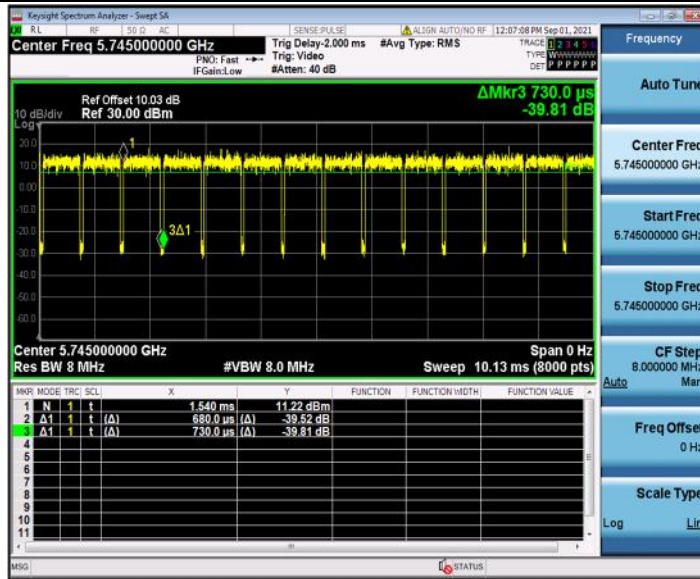 Keysight Spectrum Analyzer - Swept SA
RL RF 50 Ω AC SENSE:PULSE ALIGN AUTO/NO RF 12:07:08 PM Sep 01, 2021
Center Freq 5.745000000 GHz
PNO: Fast
IFGain:Low
Trig Delay-2.000 ms
Trig: Video
#Atten: 40 dB
#Avg Type: RMS
TRACE 1 2 3 4 5 6
TYPE
DET P P P P P P
Ref Offset 10.03 dB
Ref 30.00 dBm
10 dB/div
Log
ΔMkr3 730.0 µs
-39.81 dB
20.0
10.0
0.00
-10.0
-20.0
-30.0
-40.0
-50.0
-60.0
1
3Δ1
Center 5.745000000 GHz
Span 0 Hz
Res BW 8 MHz
#VBW 8.0 MHz
Sweep 10.13 ms (8000 pts)
MKR MODE TRC SCL X Y FUNCTION FUNCTION WIDTH FUNCTION VALUE
1 N 1 t 1.540 ms 11.22 dBm
2 Δ1 1 t (Δ) 680.0 µs (Δ) -39.52 dB
3 Δ1 1 t (Δ) 730.0 µs (Δ) -39.81 dB
4
5
6
7
8
9
10
11
MSG
STATUS
Frequency
Auto Tune
Center Freq
5.745000000 GHz
Start Freq
5.745000000 GHz
Stop Freq
5.745000000 GHz
CF Step
8.000000 MHz
Auto Man
Freq Offset
0 Hz
Scale Type
Log Lin